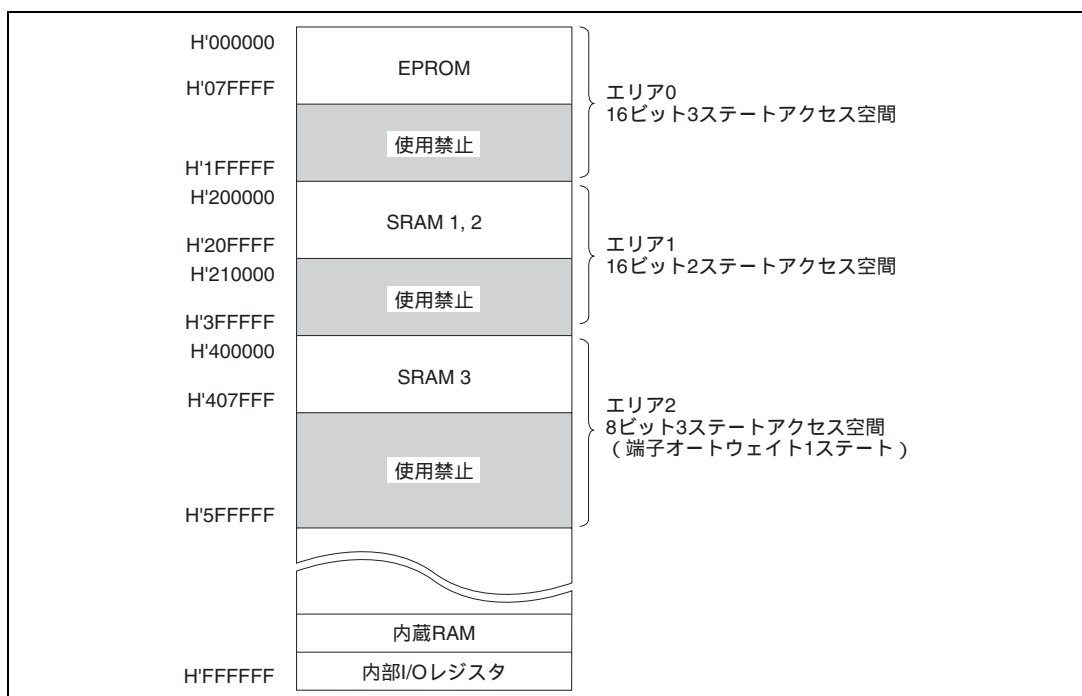 H'000000
EPROM
H'07FFFF
エリア0
16ビット3ステートアクセス空間
使用禁止
H'1FFFFF
H'200000
SRAM 1, 2
H'20FFFF
エリア1
16ビット2ステートアクセス空間
H'210000
使用禁止
H'3FFFFF
H'400000
SRAM 3
H'407FFF
エリア2
8ビット3ステートアクセス空間
(端子オートウェイト1ステート)
使用禁止
H'5FFFFF
内蔵RAM
内部I/Oレジスタ
H'FFFFFF